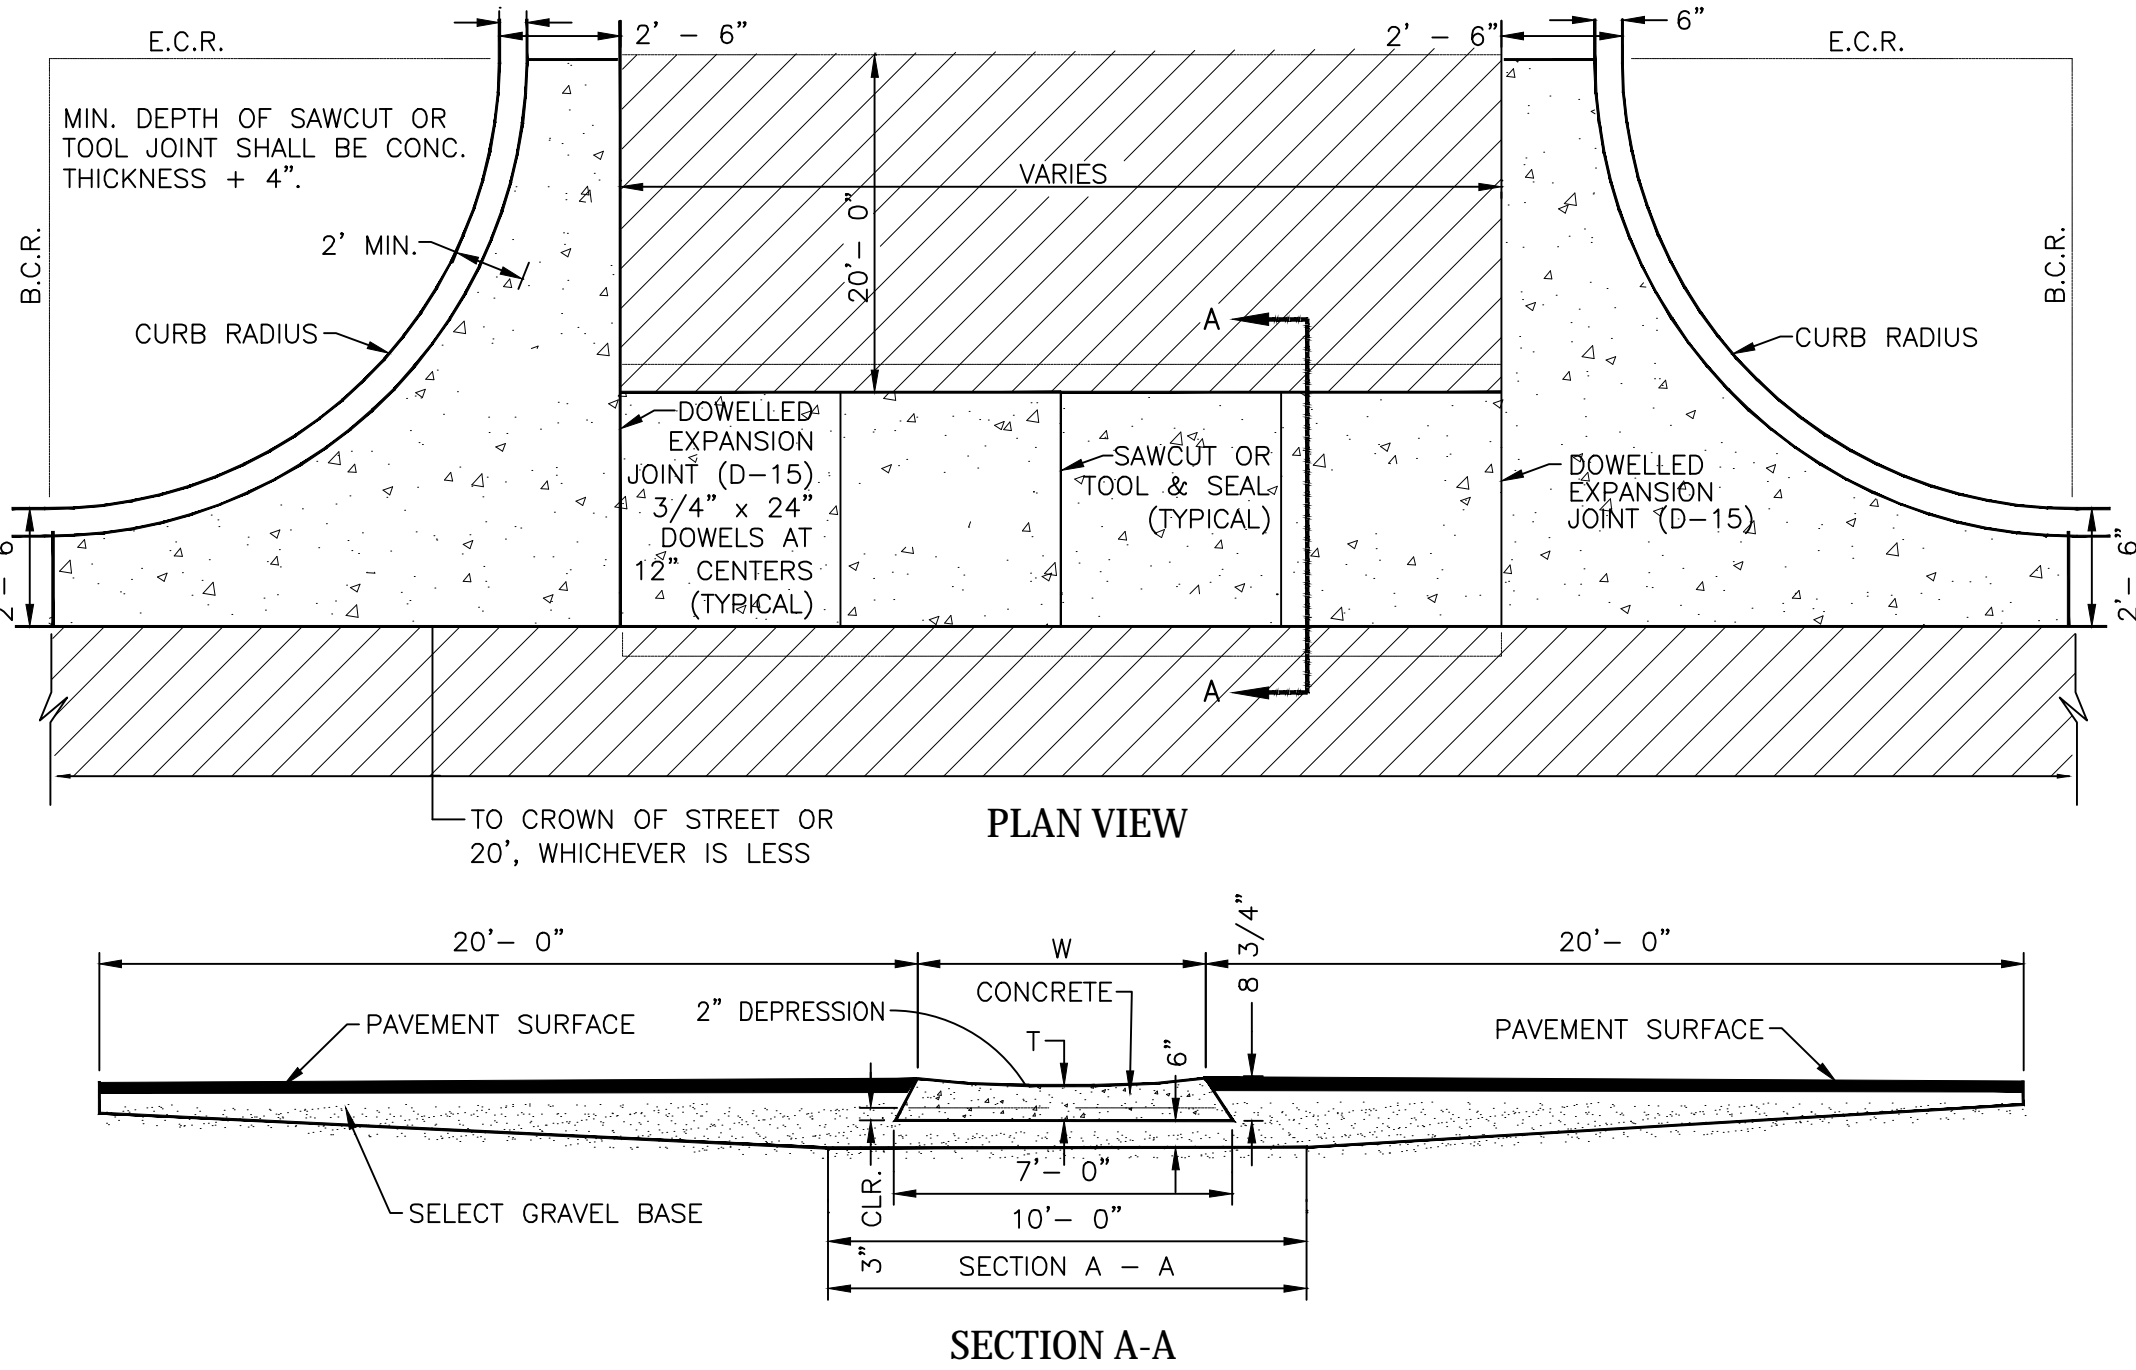 E.C.R.
2' - 6"
2' - 6"
6"
E.C.R.
MIN. DEPTH OF SAWCUT OR
TOOL JOINT SHALL BE CONC.
THICKNESS + 4".
VARIES
B.C.R.
2' MIN.
20'- 0"
B.C.R.
A
CURB RADIUS
CURB RADIUS
DOWELLED
EXPANSION
JOINT (D-15)
3/4" x 24"
DOWELS AT
12" CENTERS
(TYPICAL)
SAWCUT OR
TOOL & SEAL
(TYPICAL)
DOWELLED
EXPANSION
JOINT (D-15)
2'- 6"
2'- 6"
A
TO CROWN OF STREET OR
20', WHICHEVER IS LESS
PLAN VIEW
20'- 0"
W
8 3/4"
20'- 0"
CONCRETE
2" DEPRESSION
PAVEMENT SURFACE
T
6"
PAVEMENT SURFACE
3" CLR.
7'- 0"
SELECT GRAVEL BASE
10'- 0"
SECTION A - A
SECTION A-A